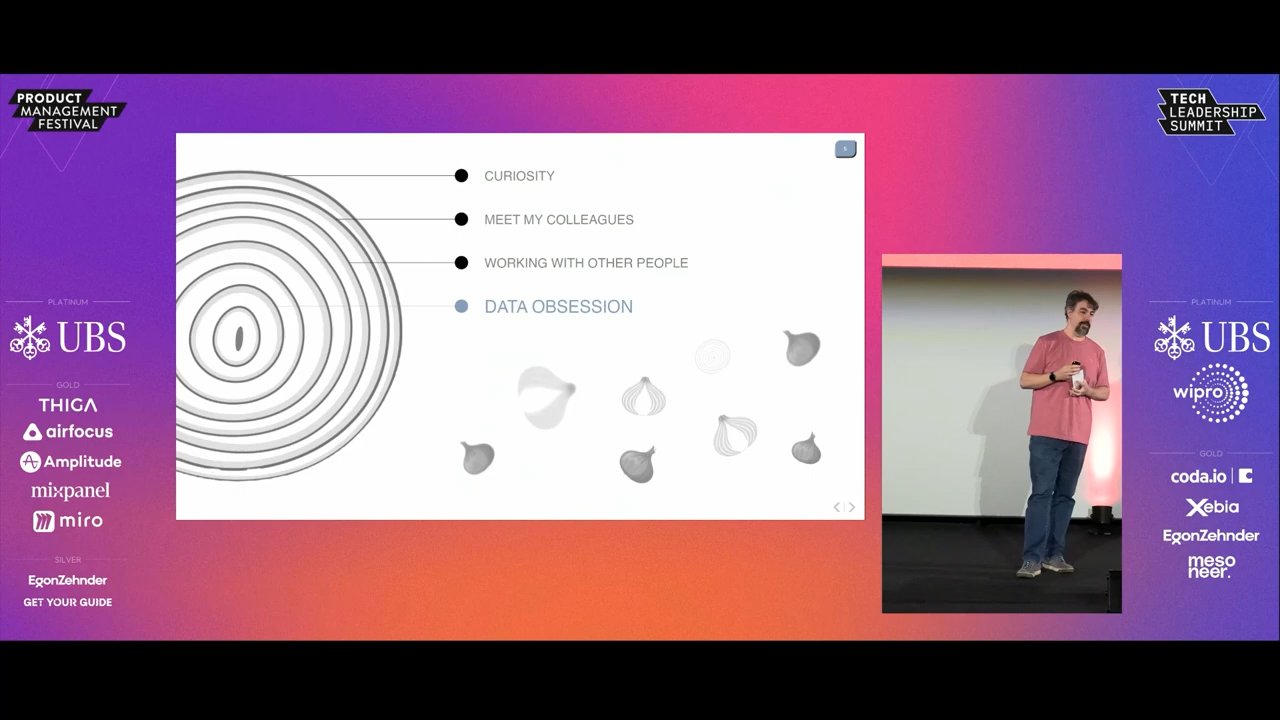 PRODUCT
MANAGEMENT
FESTIVAL
PLATINUM
UBS
GOLD
THIGA
airfocus
Amplitude
mixpanel
miro
SILVER
EgonZehnder
GET YOUR GUIDE
6
CURIOSITY
MEET MY COLLEAGUES
WORKING WITH OTHER PEOPLE
DATA OBSESSION
TECH
LEADERSHIP
SUMMIT
PLATINUM
UBS
wipro
GOLD
coda.io
Xebia
EgonZehnder
meso
neer.